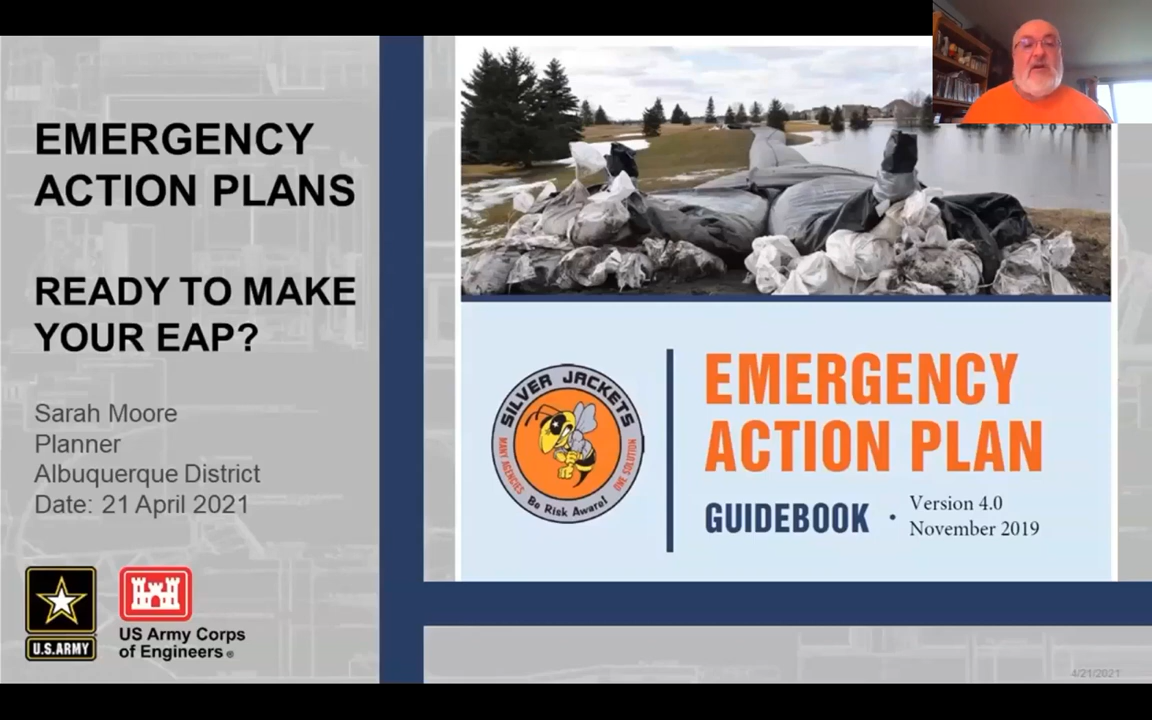 EMERGENCY
ACTION PLANS
READY TO MAKE
YOUR EAP?
Sarah Moore
Planner
Albuquerque District
Date: 21 April 2021
U.S.ARMY
US Army Corps
of Engineers®
SILVER JACKETS
MANY AGENCIES
ONE SOLUTION
Be Risk Aware!
EMERGENCY
ACTION PLAN
GUIDEBOOK • Version 4.0
November 2019
4/21/2021